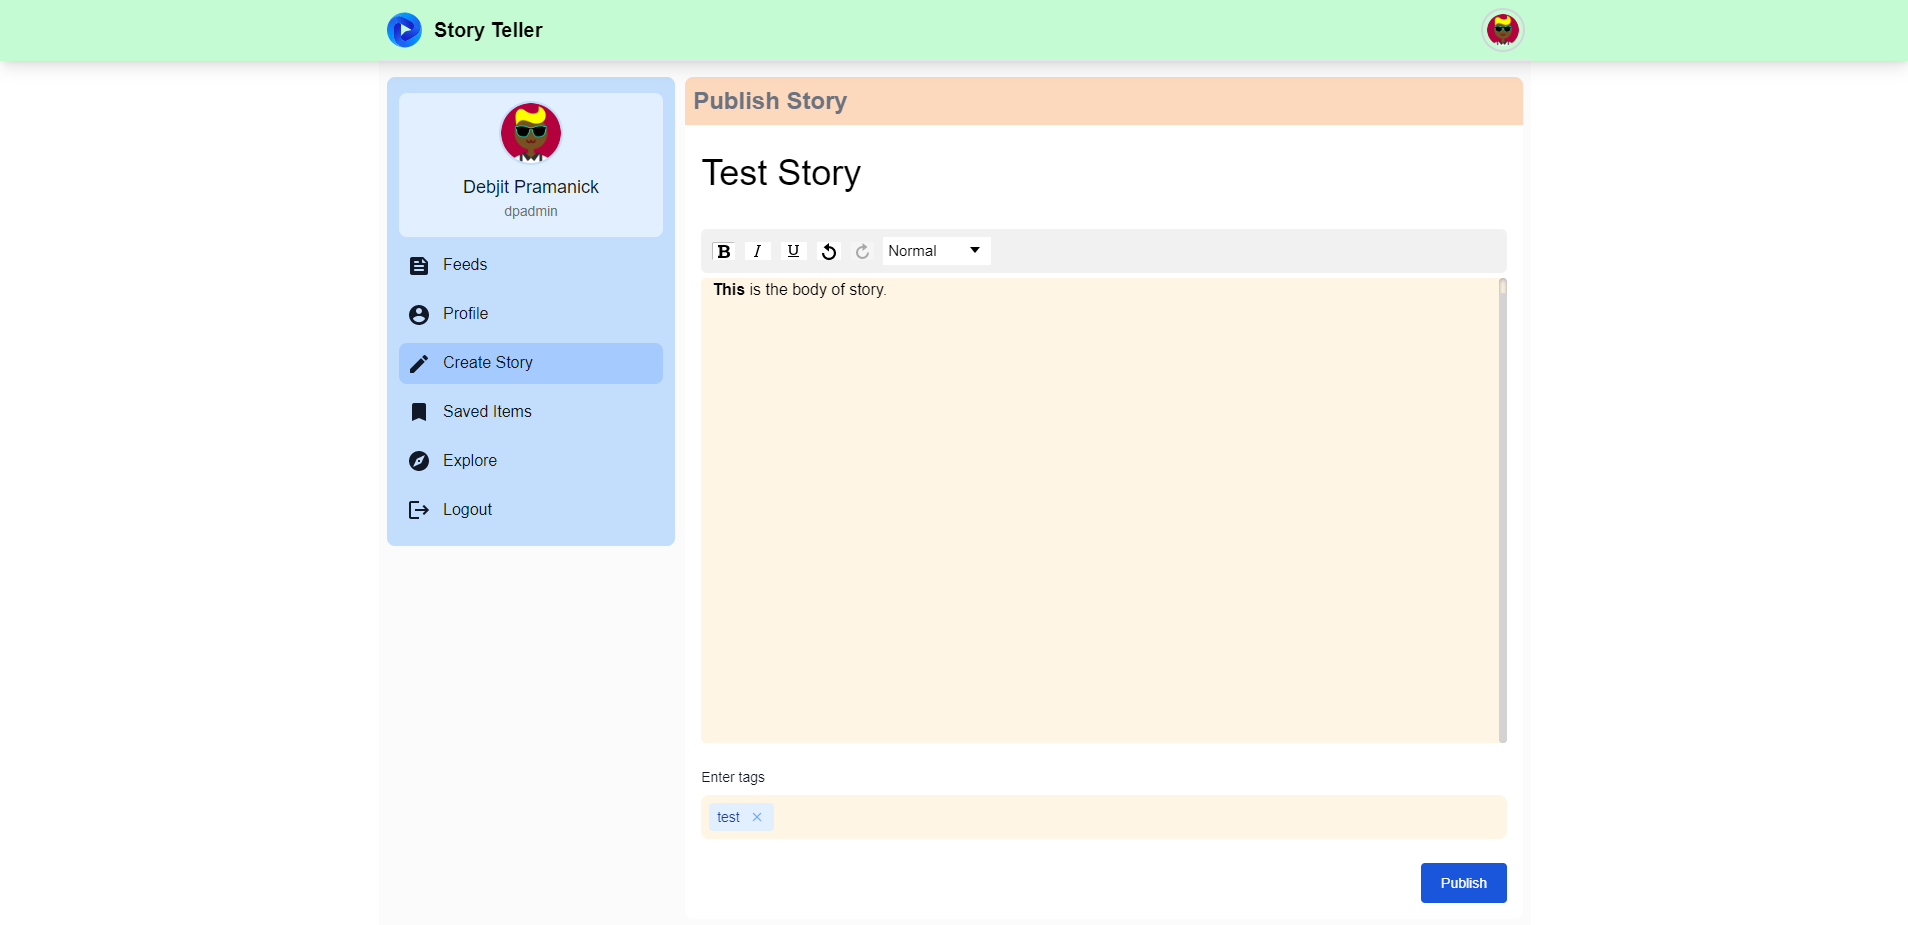 Story Teller
Debjit Pramanick
dpadmin
Feeds
Profile
Create Story
Saved Items
Explore
Logout
Publish Story
Test Story
B I U Normal
This is the body of story.
Enter tags
test
Publish